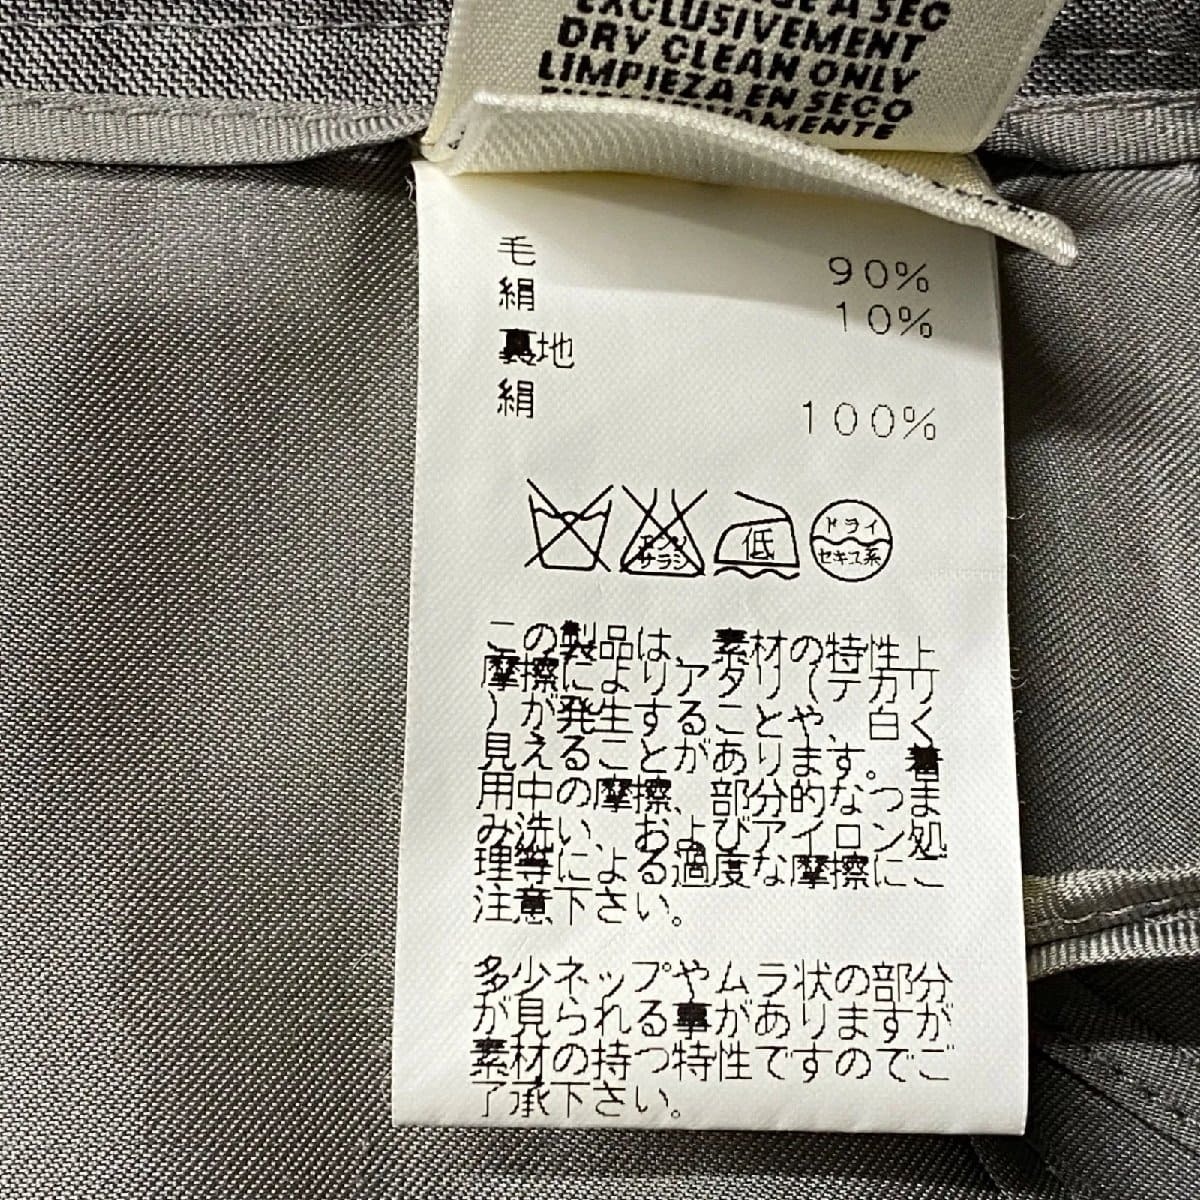 A SEC
EXCLUSIVEMENT
DRY CLEAN ONLY
LIMPIEZA EN SECO
毛 90%
絹 10%
裏地
絹 100%
エンソ
サラシ
低
ドライ
セキユ系
この製品は、素材の特性上
摩擦によりアタリ(テカリ
)が発生することや、白く
見えることがあります。着
用中の摩擦、部分的なつま
み洗い、およびアイロン処
理等による過度な摩擦にご
注意下さい。
多少ネップやムラ状の部分
が見られる事がありますが
素材の持つ特性ですのでご
了承下さい。